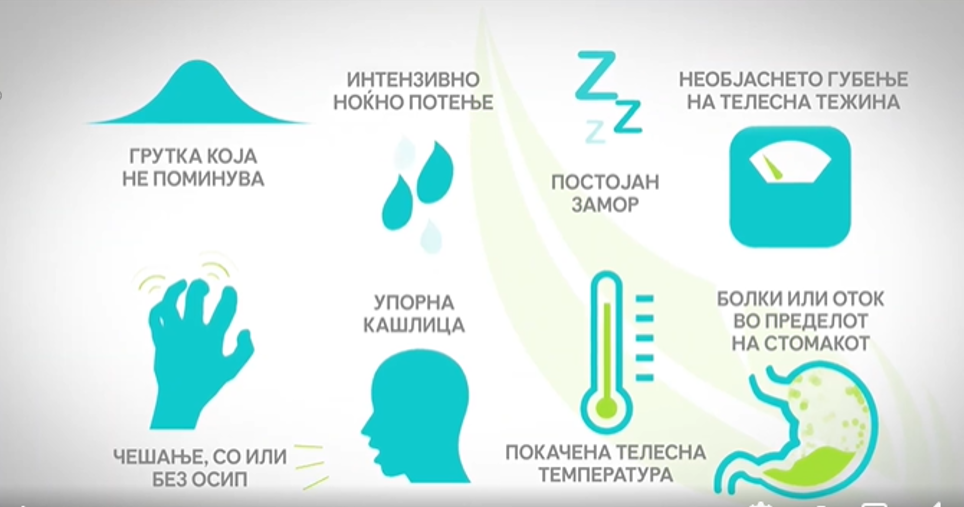 ГРУТКА КОЈА
НЕ ПОМИНУВА
ИНТЕНЗИВНО
НОЌНО ПОТЕЊЕ
ПОСТОЈАН
ЗАМОР
НЕОБЈАСНЕТО ГУБЕЊЕ
НА ТЕЛЕСНА ТЕЖИНА
ЧЕШАЊЕ, СО ИЛИ
БЕЗ ОСИП
УПОРНА
КАШЛИЦА
ПОКАЧЕНА ТЕЛЕСНА
ТЕМПЕРАТУРА
БОЛКИ ИЛИ ОТОК
ВО ПРЕДЕЛОТ
НА СТОМАКОТ